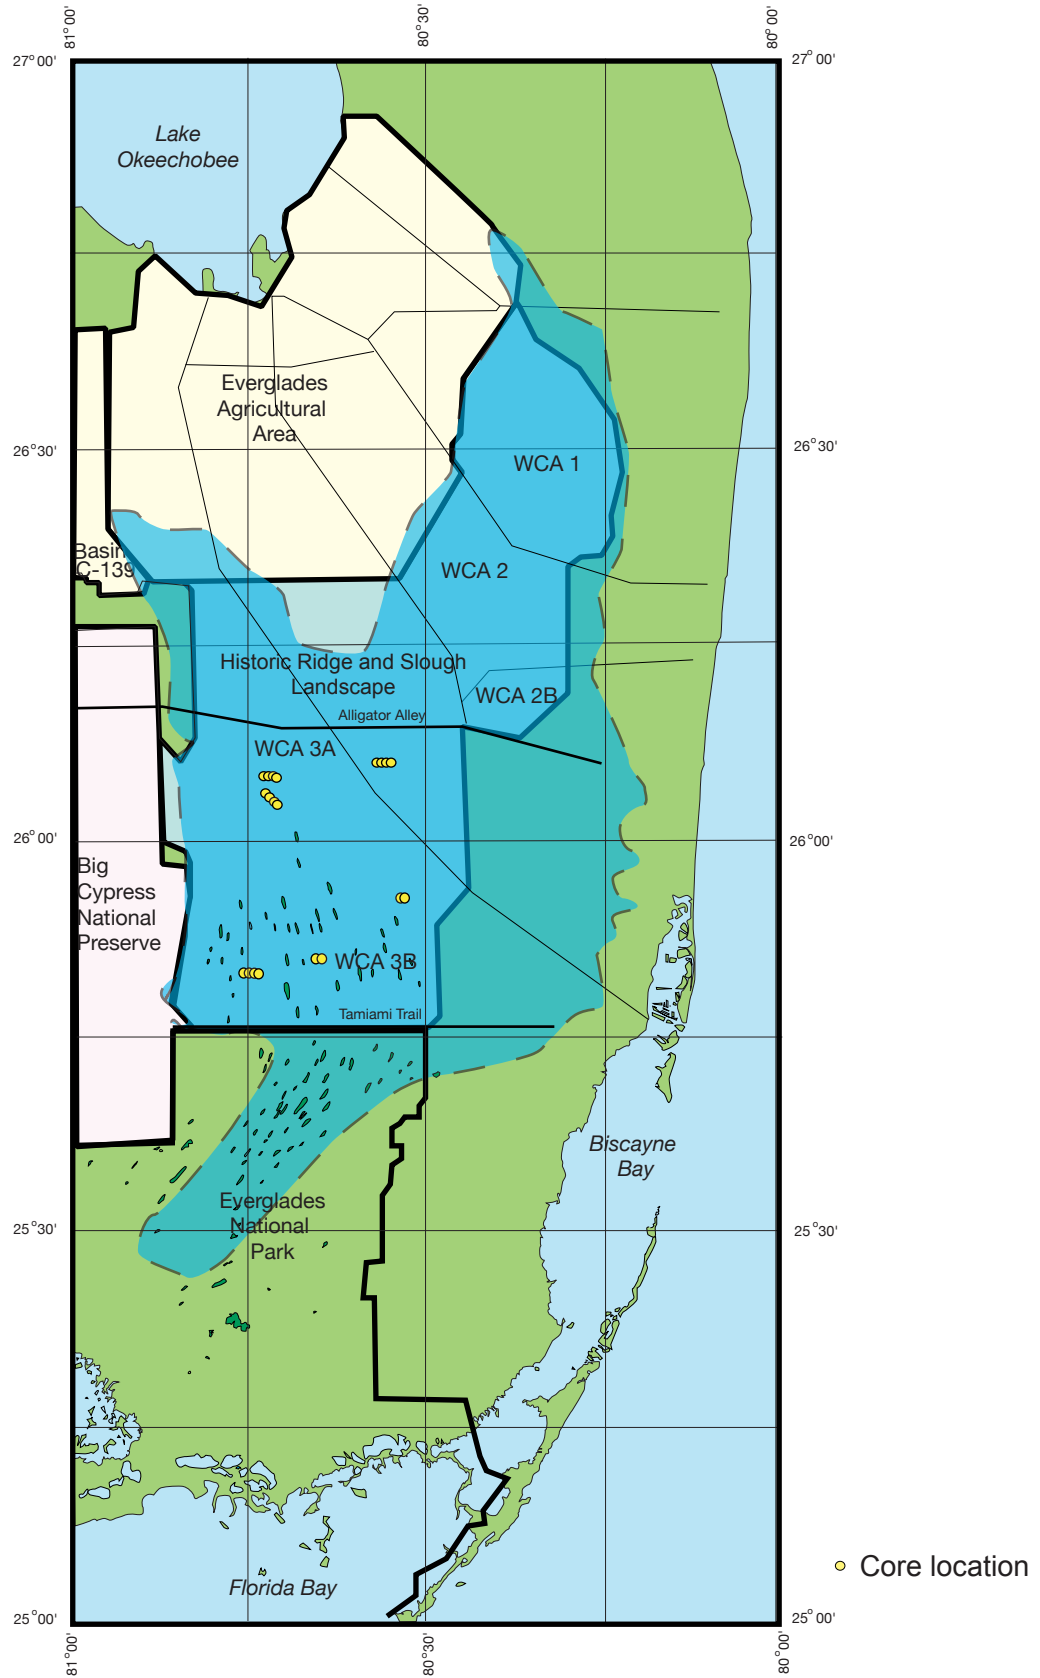 81°00'
80°30'
80°00'
27°00'
27°00'
Lake
Okeechobee
Everglades
Agricultural
Area
26°30'
26°30'
WCA 1
Basin
C-139
WCA 2
Historic Ridge and Slough
Landscape
WCA 2B
Alligator Alley
WCA 3A
26°00'
26°00'
Big
Cypress
National
Preserve
WCA 3B
Tamiami Trail
Biscayne
Bay
Everglades
National
Park
25°30'
25°30'
Core location
Florida Bay
25°00'
25°00'
81°00'
80°30'
80°00'